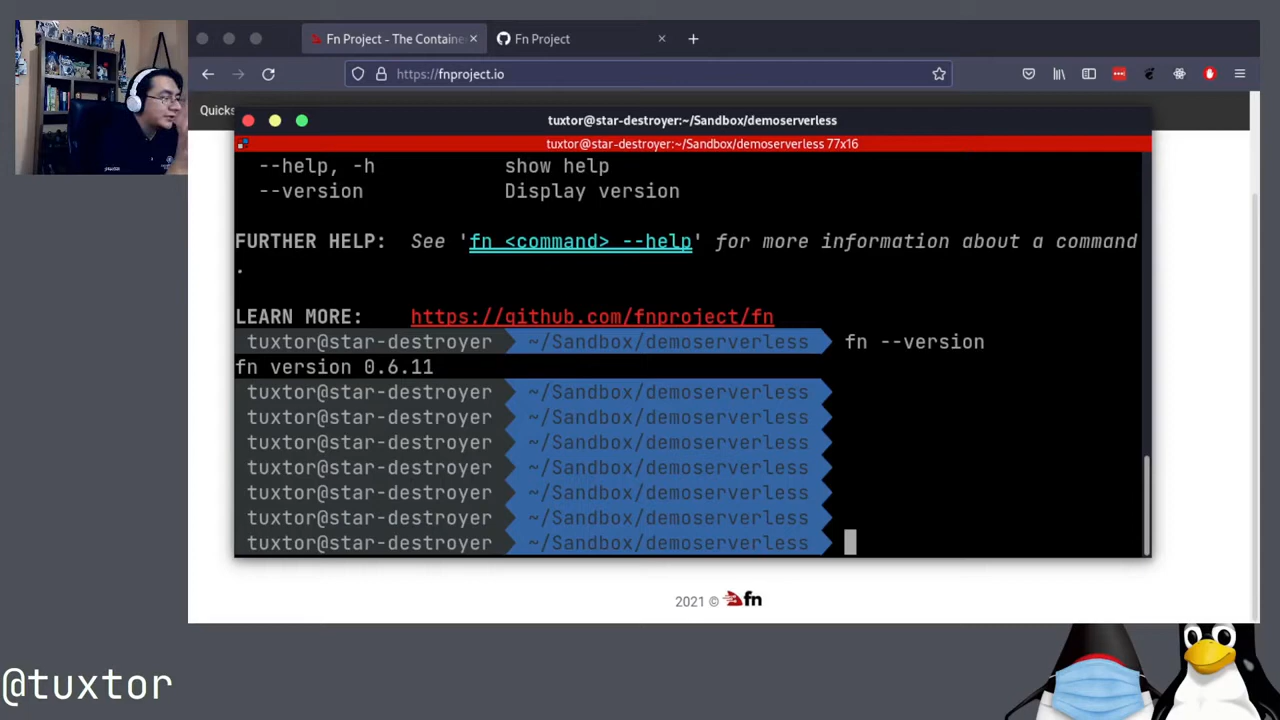 Fn Project - The Containe
Fn Project
https://fnproject.io
Quicks
tuxtor@star-destroyer:~/Sandbox/demoserverless
tuxtor@star-destroyer:~/Sandbox/demoserverless 77x16
--help, -h show help
--version Display version
FURTHER HELP: See 'fn <command> --help' for more information about a command
.
LEARN MORE: https://github.com/fnproject/fn
tuxtor@star-destroyer ~/Sandbox/demoserverless fn --version
fn version 0.6.11
tuxtor@star-destroyer ~/Sandbox/demoserverless
tuxtor@star-destroyer ~/Sandbox/demoserverless
tuxtor@star-destroyer ~/Sandbox/demoserverless
tuxtor@star-destroyer ~/Sandbox/demoserverless
tuxtor@star-destroyer ~/Sandbox/demoserverless
tuxtor@star-destroyer ~/Sandbox/demoserverless
tuxtor@star-destroyer ~/Sandbox/demoserverless
2021 © fn
@tuxtor